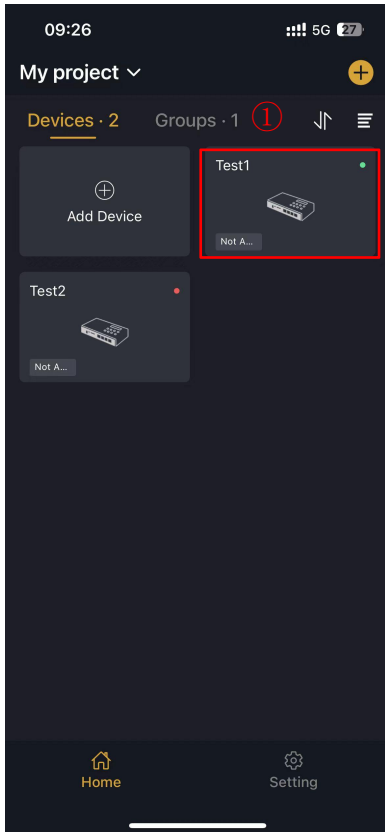 09:26
5G 27
My project
Devices · 2 Groups · 1 ①
Add Device
Test1
Not A...
Test2
Not A...
Home
Setting